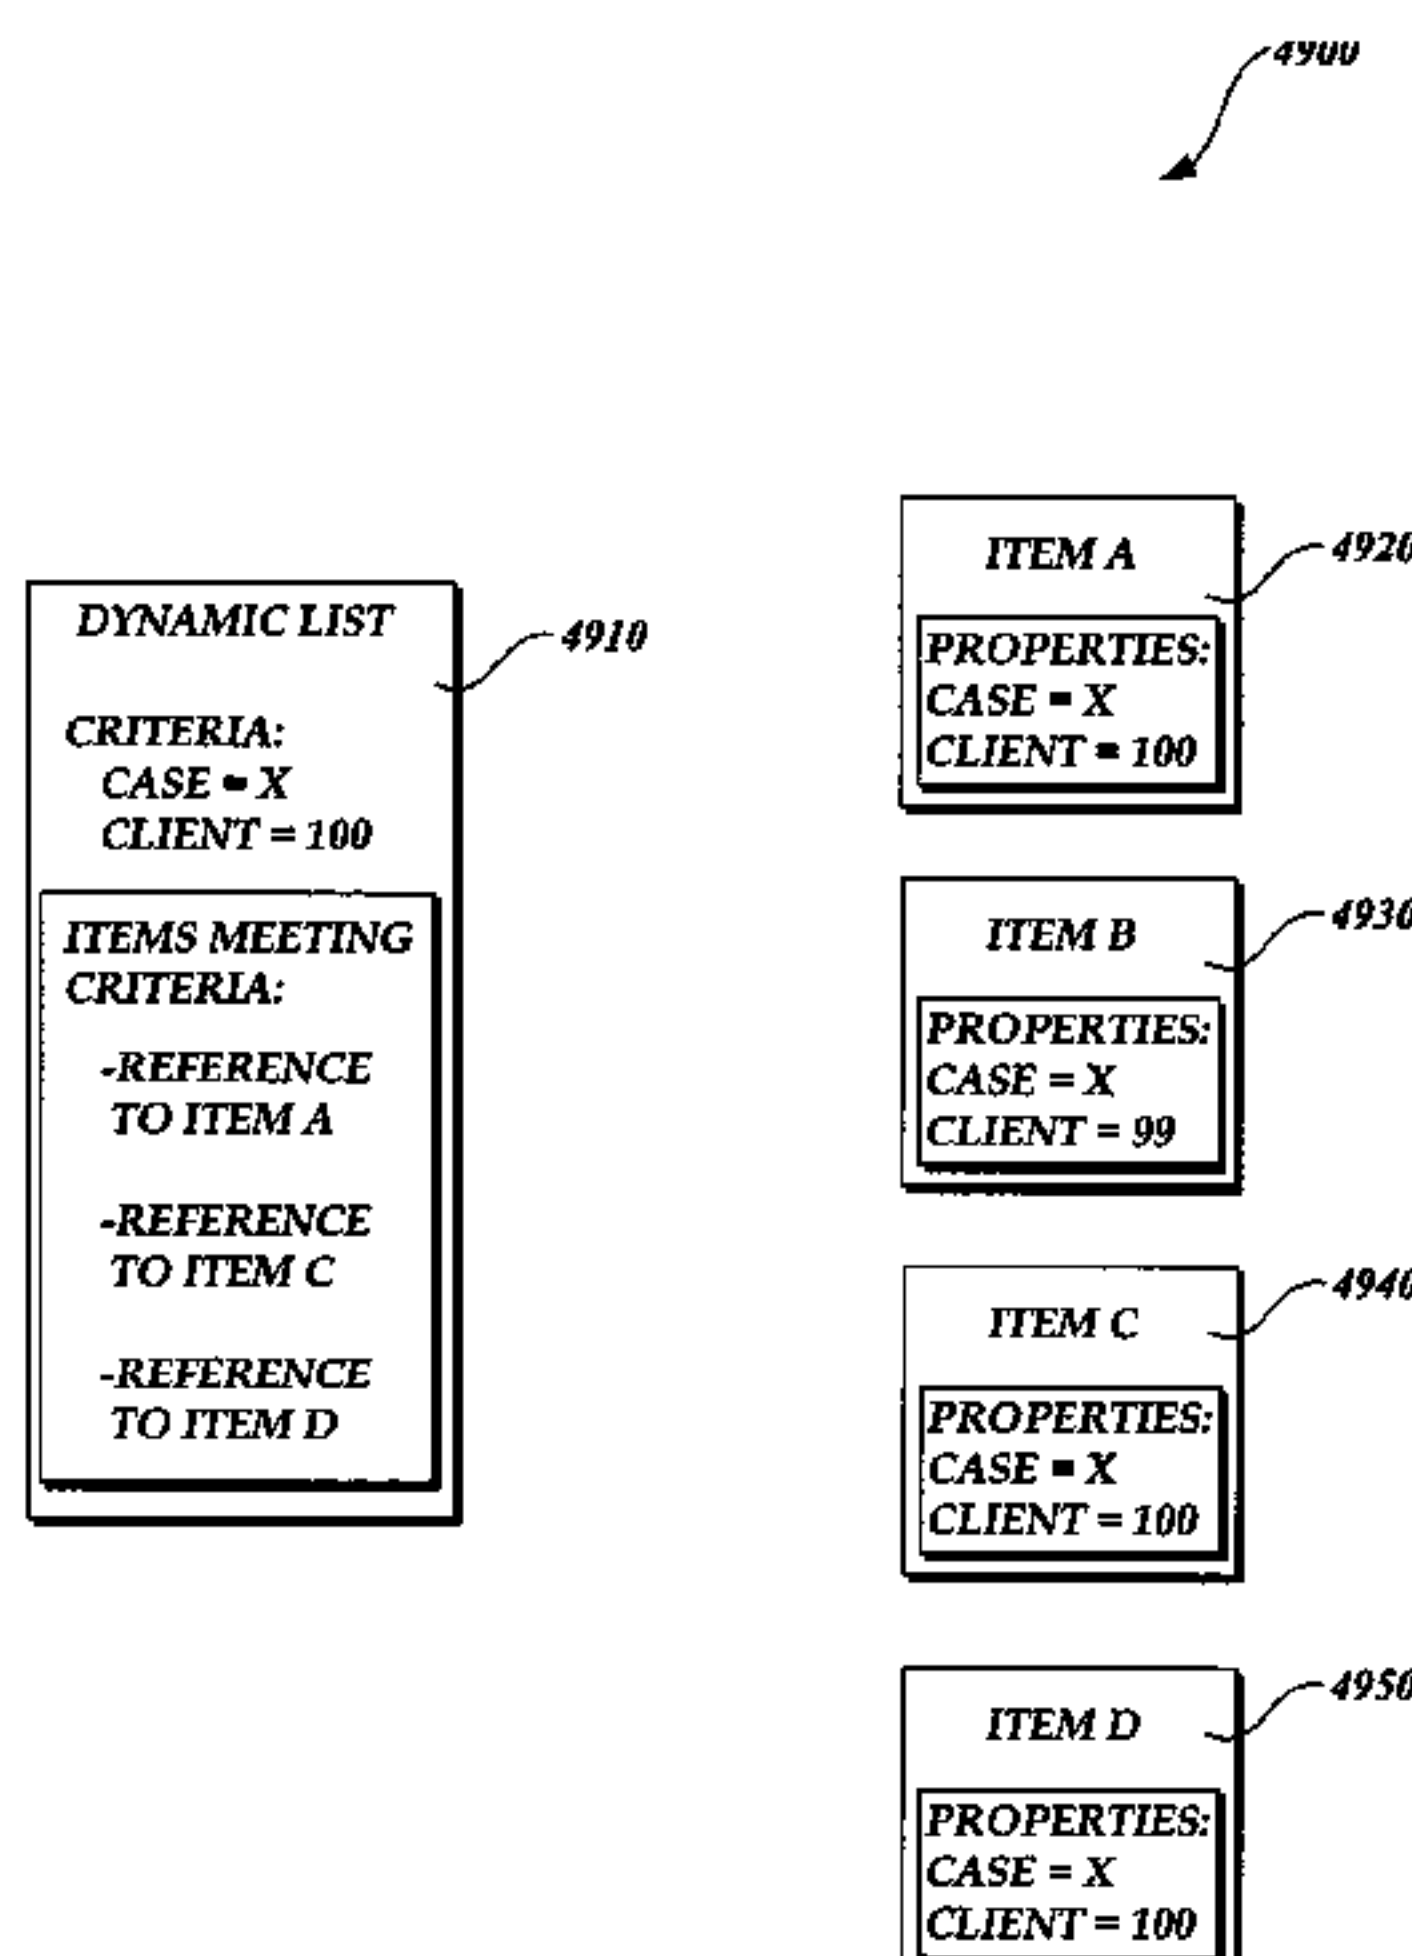 4900
DYNAMIC LIST
4910
CRITERIA:
CASE = X
CLIENT = 100
ITEMS MEETING
CRITERIA:
-REFERENCE
TO ITEM A
-REFERENCE
TO ITEM C
-REFERENCE
TO ITEM D
ITEM A
4920
PROPERTIES:
CASE = X
CLIENT = 100
ITEM B
4930
PROPERTIES:
CASE = X
CLIENT = 99
ITEM C
4940
PROPERTIES:
CASE = X
CLIENT = 100
ITEM D
4950
PROPERTIES:
CASE = X
CLIENT = 100